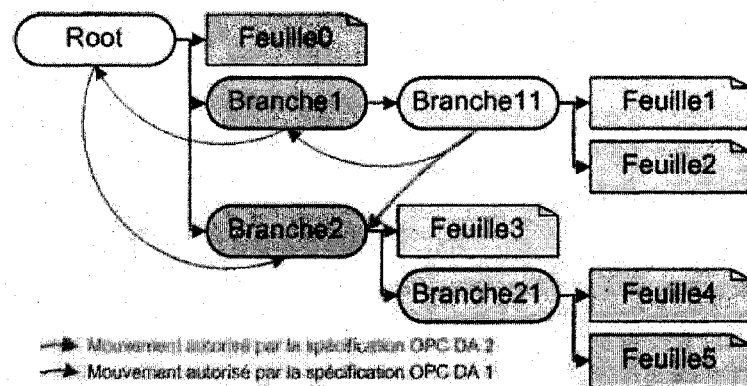 Root
Feuille0
Branche1
Branche11
Feuille1
Feuille2
Branche2
Feuille3
Branche21
Feuille4
Feuille5
Mouvement autorisé par la spécification OPC DA 2
Mouvement autorisé par la spécification OPC DA 1